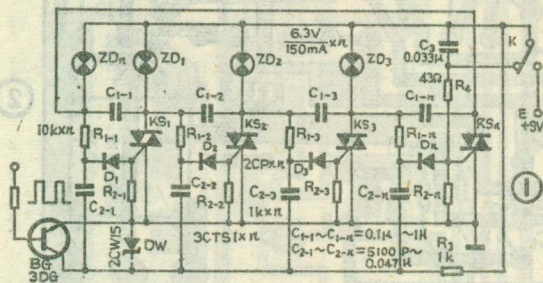 6.3V
150mA×n
C3
0.033μ
K
ZDn
ZD1
ZD2
ZD3
43Ω
R4
C1-1
C1-2
C1-3
C1-n
E
+9V
10k×n
R1-1
KS1
R1-2
KS2
R1-3
KS3
R1-n
KSn
D1
D2
2CP×n
D3
Dn
C2-1
R2-1
C2-2
R2-2
C2-3
1k×n
R2-3
C2-n
R2-n
2CW15
DW
3CTS1×n
C1-1~C1-n=0.1μ~1μ
C2-1~C2-n=5100P~
0.047μ
R3
1k
BG
3DG
①
②